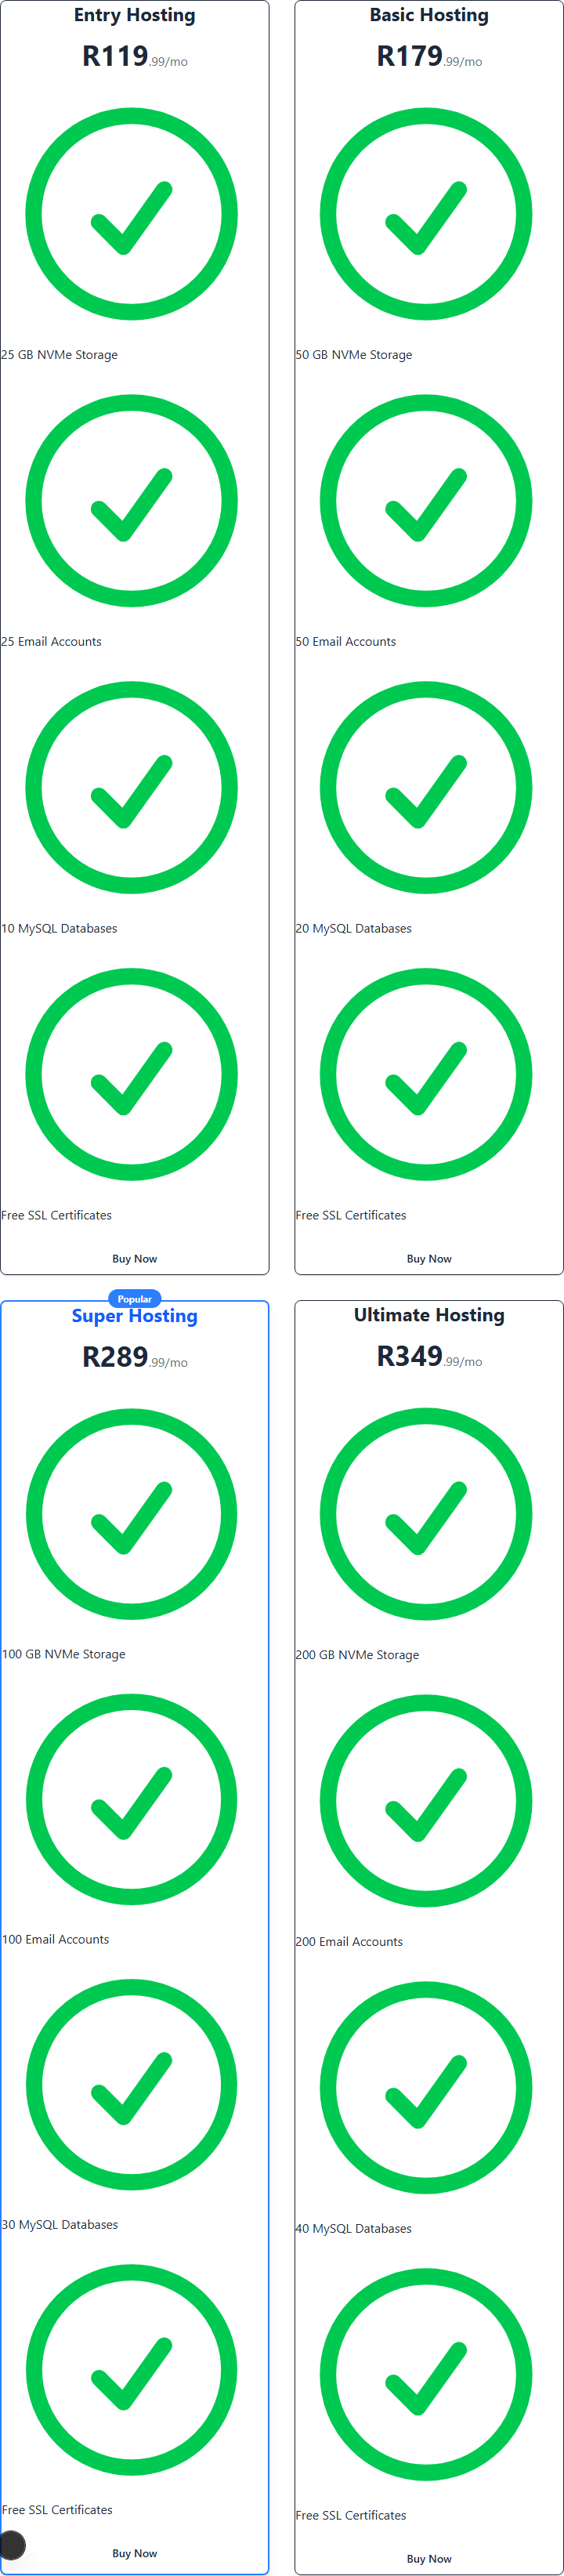 Entry Hosting
R119.99/mo
25 GB NVMe Storage
25 Email Accounts
10 MySQL Databases
Free SSL Certificates
Buy Now
Basic Hosting
R179.99/mo
50 GB NVMe Storage
50 Email Accounts
20 MySQL Databases
Free SSL Certificates
Buy Now
Popular
Super Hosting
R289.99/mo
100 GB NVMe Storage
100 Email Accounts
30 MySQL Databases
Free SSL Certificates
Buy Now
Ultimate Hosting
R349.99/mo
200 GB NVMe Storage
200 Email Accounts
40 MySQL Databases
Free SSL Certificates
Buy Now